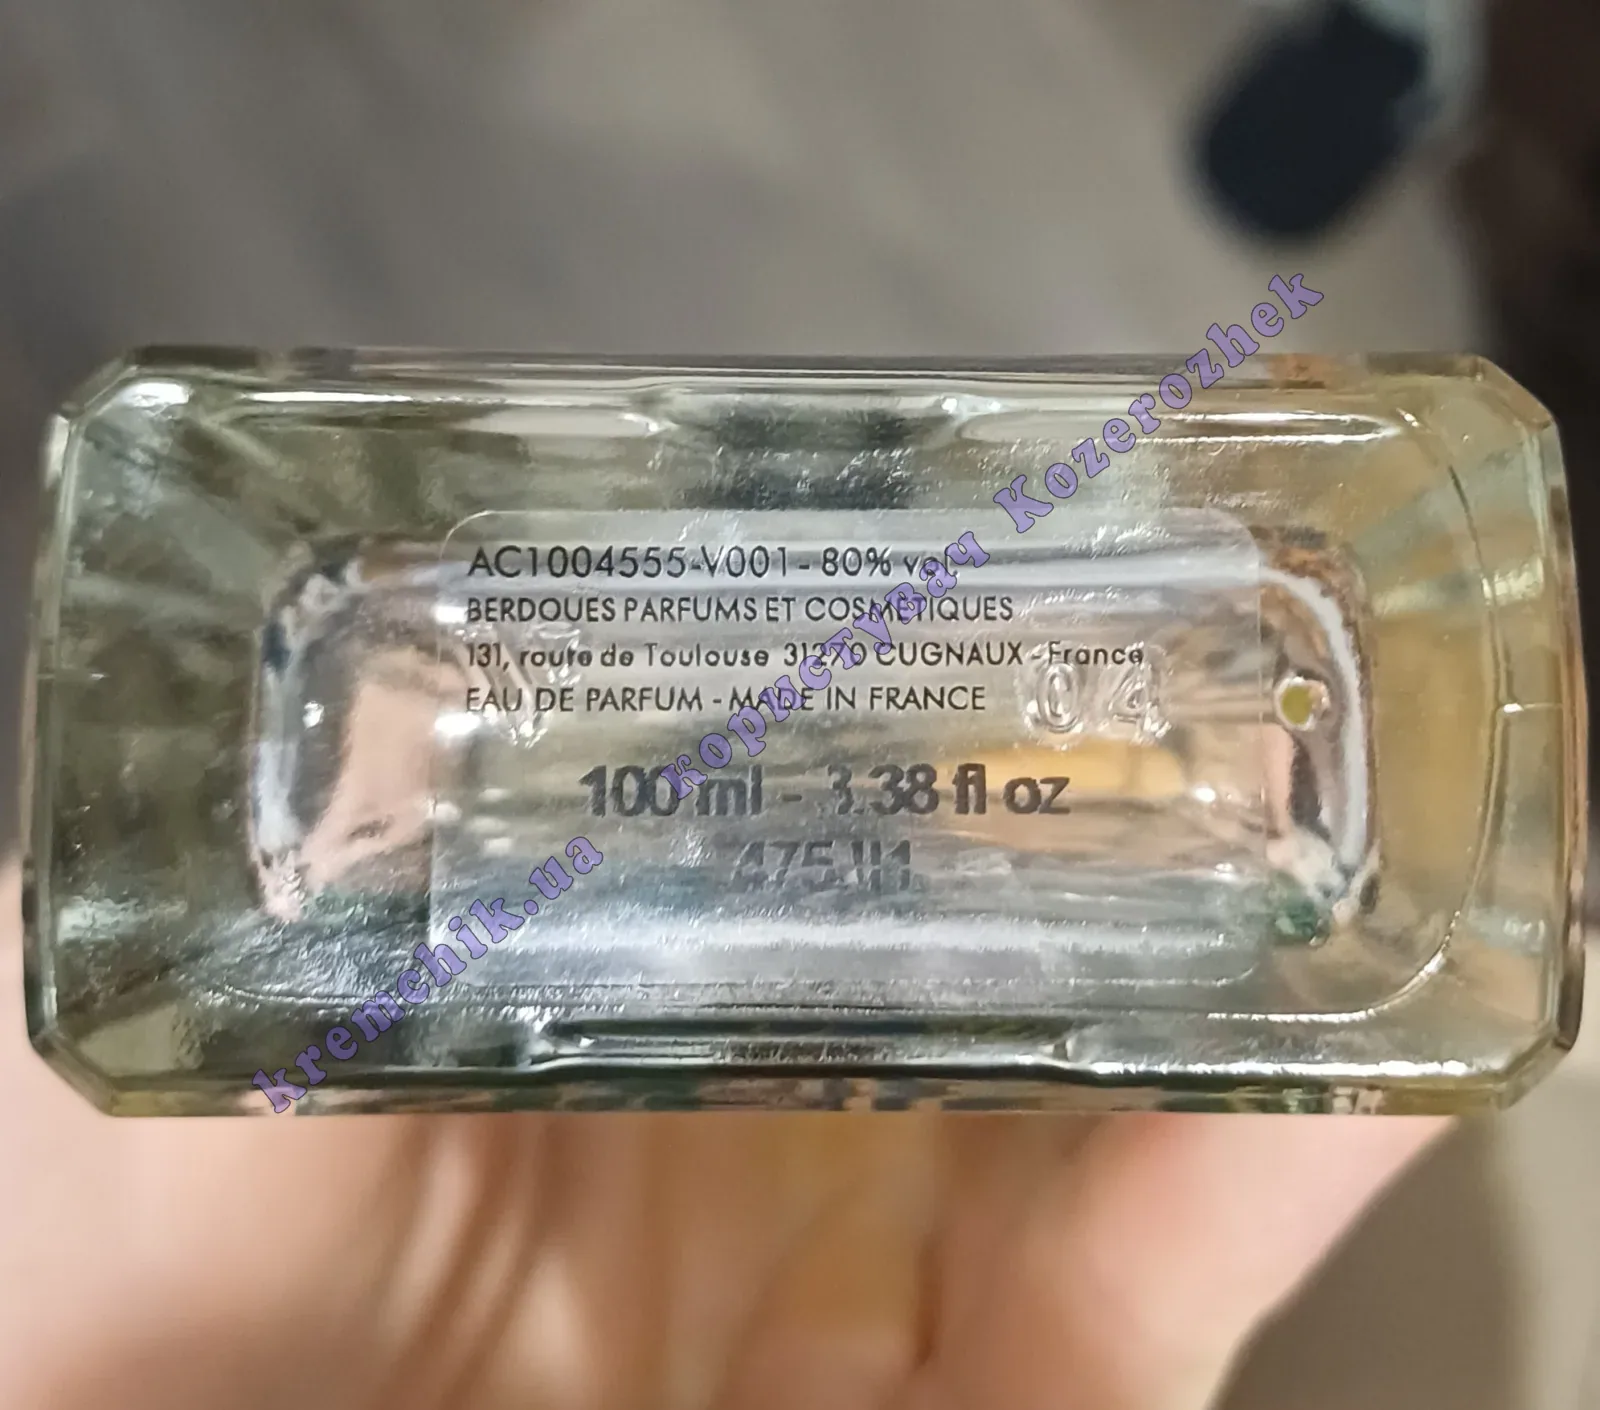 AC1004555-V001 - 80% vol.
BERDOUES PARFUMS ET COSMETIQUES
131, route de Toulouse 31270 CUGNAUX - France
EAU DE PARFUM - MADE IN FRANCE
04
100 ml - 3.38 fl oz
kremchik.ua користувач Kozerozhek